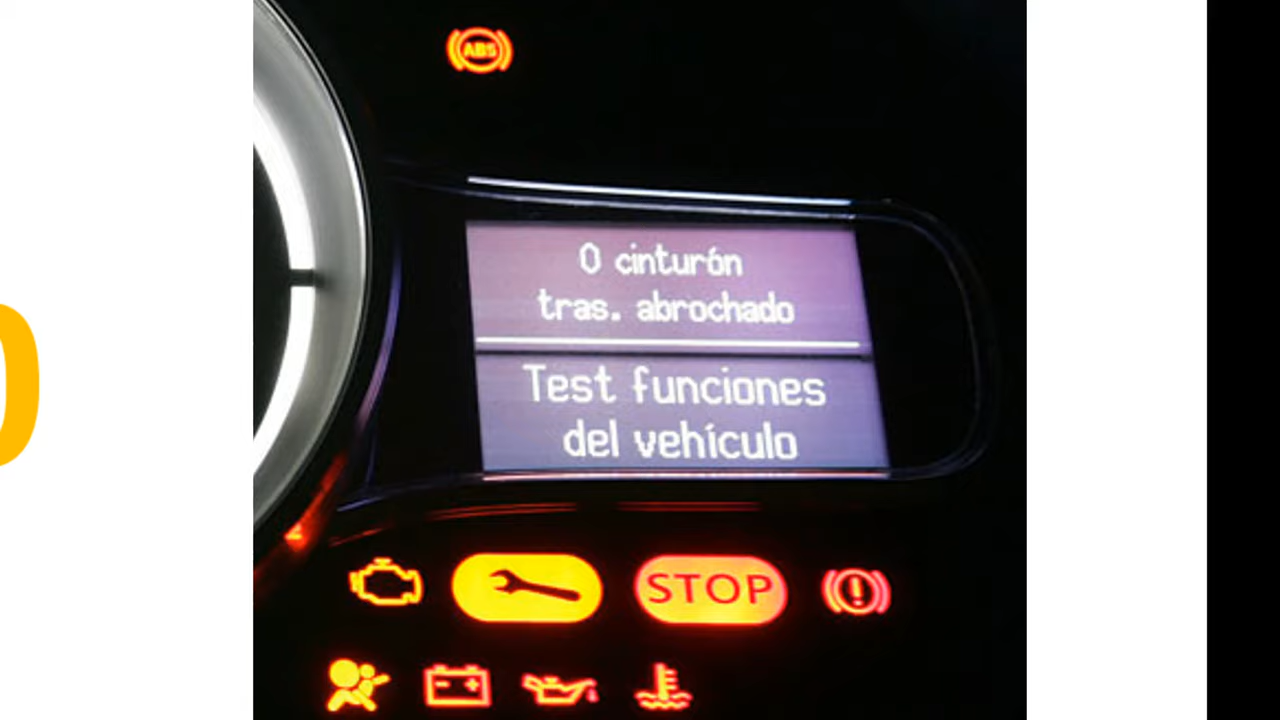 ABS
0 cinturón
tras. abrochado
Test funciones
del vehículo
STOP